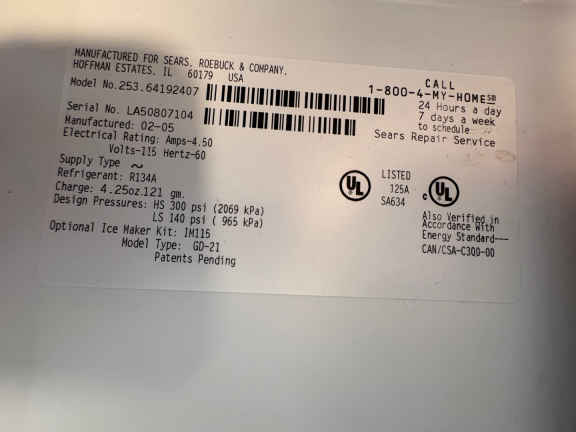 MANUFACTURED FOR SEARS, ROEBUCK & COMPANY.
HOFFMAN ESTATES, IL 60179 USA
Model No.253.64192407
Serial No. LA50807104
Manufactured: 02-05
Electrical Rating: Amps-4.50
Volts-115 Hertz-60
Supply Type ~
Refrigerant: R134A
Charge: 4.25oz.121 gm.
Design Pressures: HS 300 psi (2069 kPa)
LS 140 psi ( 965 kPa)
Optional Ice Maker Kit: IM115
Model Type: GD-21
Patents Pending
CALL
1-800-4-MY-HOME SM
24 Hours a day
7 days a week
to schedule
Sears Repair Service
UL
LISTED
125A
SA634
c UL
Also Verified in
Accordance With
Energy Standard---
CAN/CSA-C300-00